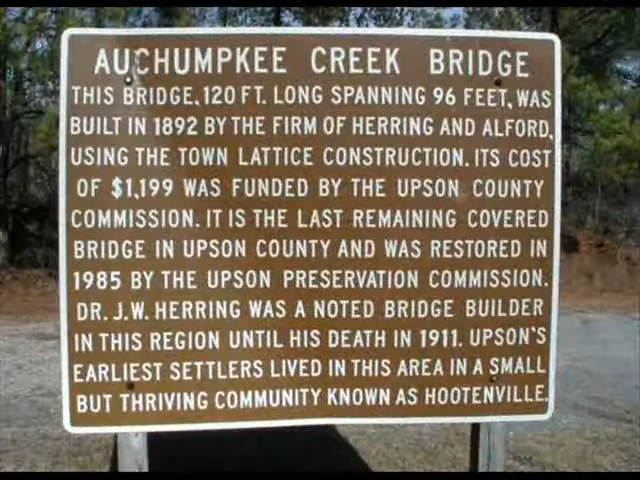 AUCHUMPKEE CREEK BRIDGE
THIS BRIDGE, 120 FT. LONG SPANNING 96 FEET, WAS
BUILT IN 1892 BY THE FIRM OF HERRING AND ALFORD,
USING THE TOWN LATTICE CONSTRUCTION. ITS COST
OF $1,199 WAS FUNDED BY THE UPSON COUNTY
COMMISSION. IT IS THE LAST REMAINING COVERED
BRIDGE IN UPSON COUNTY AND WAS RESTORED IN
1985 BY THE UPSON PRESERVATION COMMISSION.
DR. J.W. HERRING WAS A NOTED BRIDGE BUILDER
IN THIS REGION UNTIL HIS DEATH IN 1911. UPSON'S
EARLIEST SETTLERS LIVED IN THIS AREA IN A SMALL
BUT THRIVING COMMUNITY KNOWN AS HOOTENVILLE.